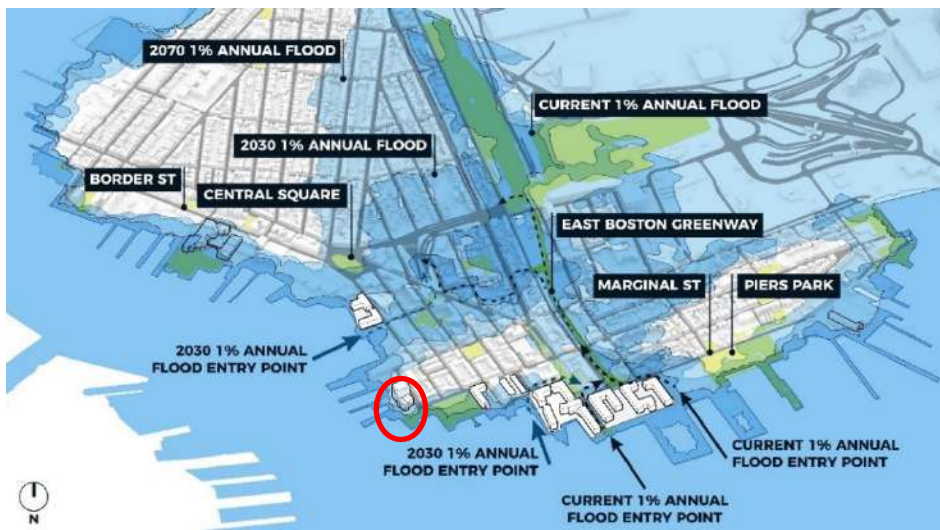 2070 1% ANNUAL FLOOD
CURRENT 1% ANNUAL FLOOD
2030 1% ANNUAL FLOOD
BORDER ST
CENTRAL SQUARE
EAST BOSTON GREENWAY
MARGINAL ST
PIERS PARK
2030 1% ANNUAL
FLOOD ENTRY POINT
2030 1% ANNUAL
FLOOD ENTRY POINT
CURRENT 1% ANNUAL
FLOOD ENTRY POINT
CURRENT 1% ANNUAL
FLOOD ENTRY POINT
N